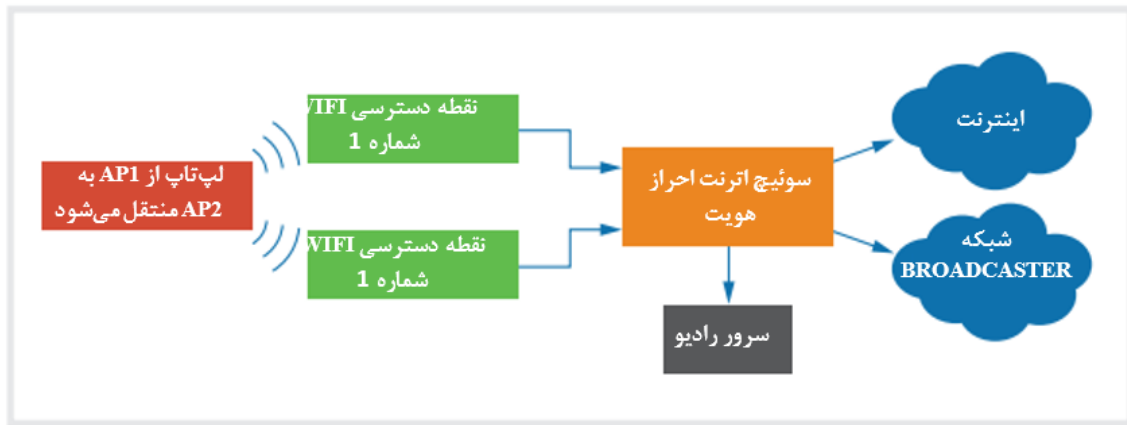 نقطه دسترسی WIFI
شماره 1
لپ‌تاپ از AP1 به
AP2 منتقل می‌شود
نقطه دسترسی WIFI
شماره 1
سوئیچ اترنت احراز
هویت
سرور رادیو
اینترنت
شبکه
BROADCASTER